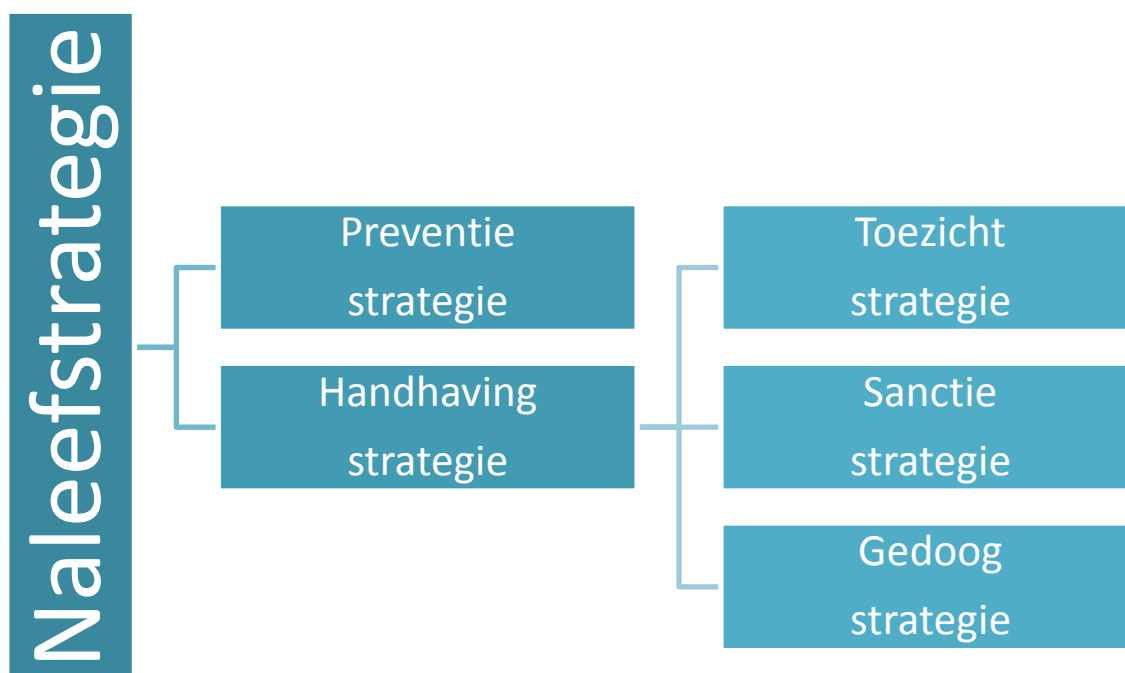 Naleefstrategie
Preventie
strategie
Handhaving
strategie
Toezicht
strategie
Sanctie
strategie
Gedoog
strategie